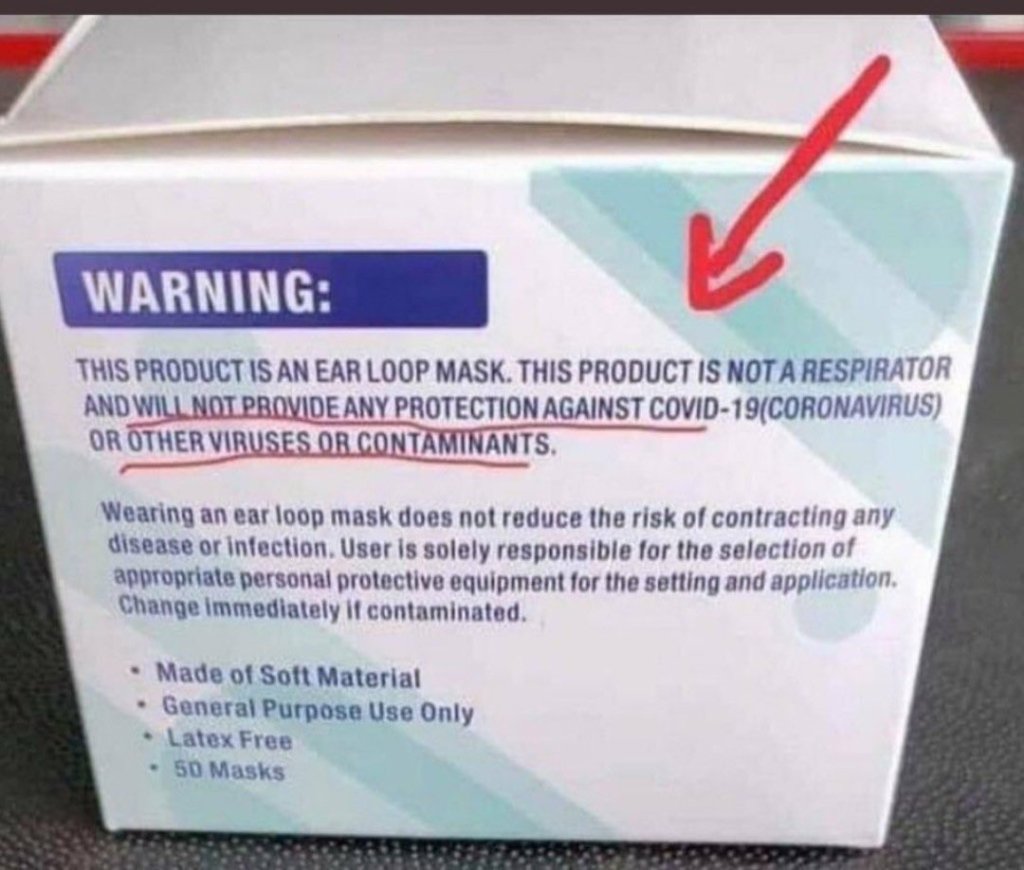 WARNING:
THIS PRODUCT IS AN EAR LOOP MASK. THIS PRODUCT IS NOT A RESPIRATOR
AND WILL NOT PROVIDE ANY PROTECTION AGAINST COVID-19(CORONAVIRUS)
OR OTHER VIRUSES OR CONTAMINANTS.
Wearing an ear loop mask does not reduce the risk of contracting any
disease or infection. User is solely responsible for the selection of
appropriate personal protective equipment for the setting and application.
Change immediately if contaminated.
• Made of Soft Material
• General Purpose Use Only
• Latex Free
• 50 Masks